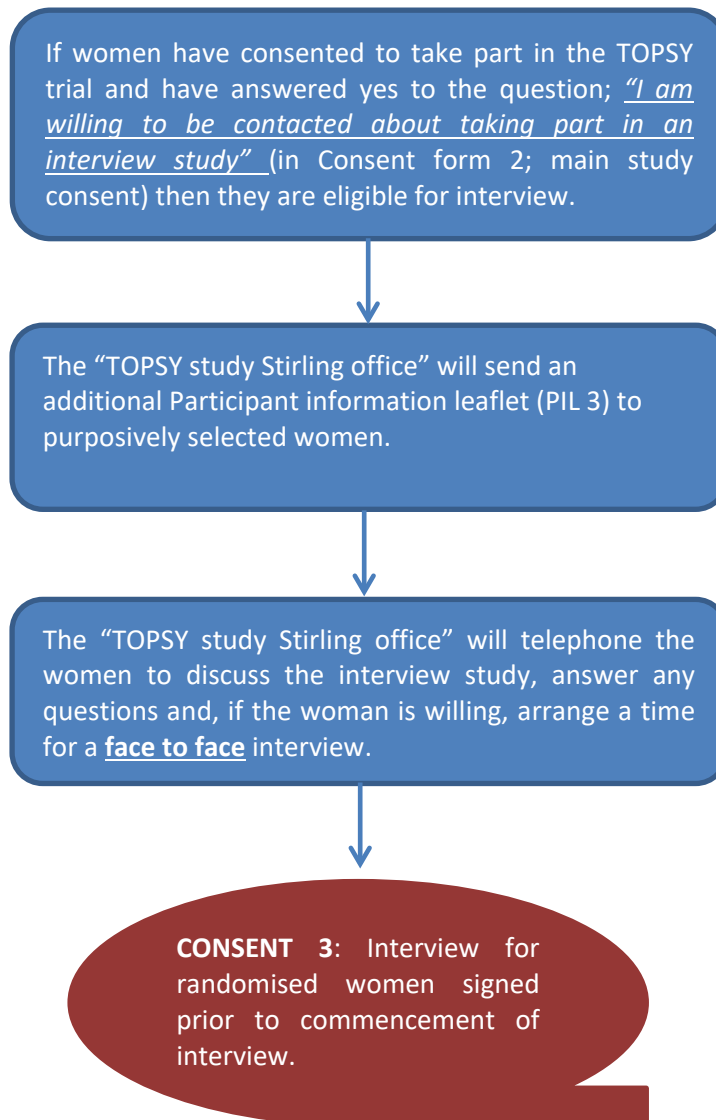 If women have consented to take part in the TOPSY
trial and have answered yes to the question; “I am
willing to be contacted about taking part in an
interview study” (in Consent form 2; main study
consent) then they are eligible for interview.
The “TOPSY study Stirling office” will send an
additional Participant information leaflet (PIL 3) to
purposively selected women.
The “TOPSY study Stirling office” will telephone the
women to discuss the interview study, answer any
questions and, if the woman is willing, arrange a time
for a face to face interview.
CONSENT 3: Interview for
randomised women signed
prior to commencement of
interview.